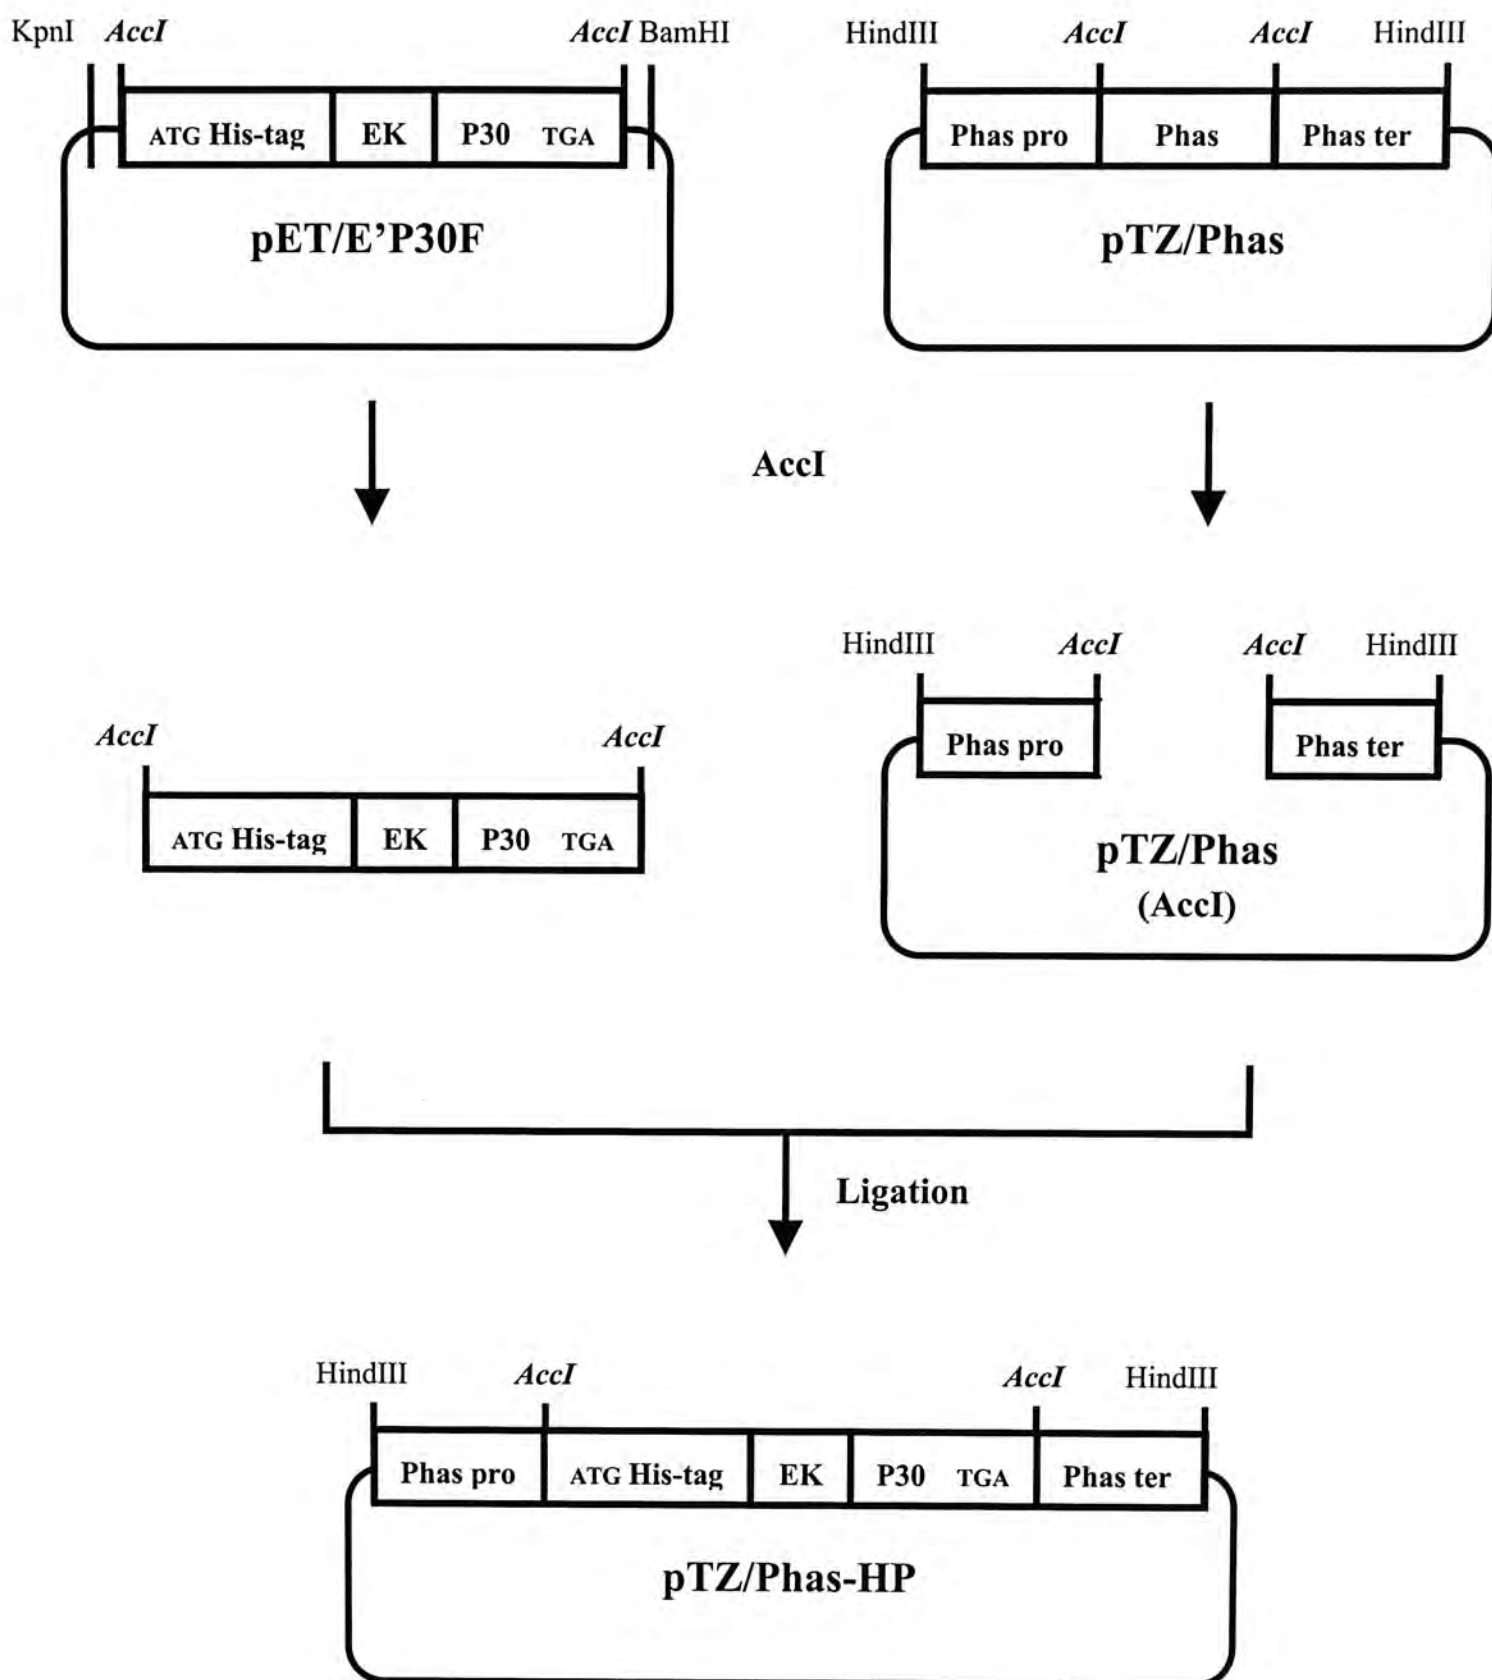 KpnI AccI AccI BamHI HindIII AccI AccI HindIII
ATG His-tag EK P30 TGA Phas pro Phas Phas ter
pET/E’P30F pTZ/Phas
AccI
HindIII AccI AccI HindIII
AccI AccI
Phas pro Phas ter
ATG His-tag EK P30 TGA
pTZ/Phas
(AccI)
Ligation
HindIII AccI AccI HindIII
Phas pro ATG His-tag EK P30 TGA Phas ter
pTZ/Phas-HP